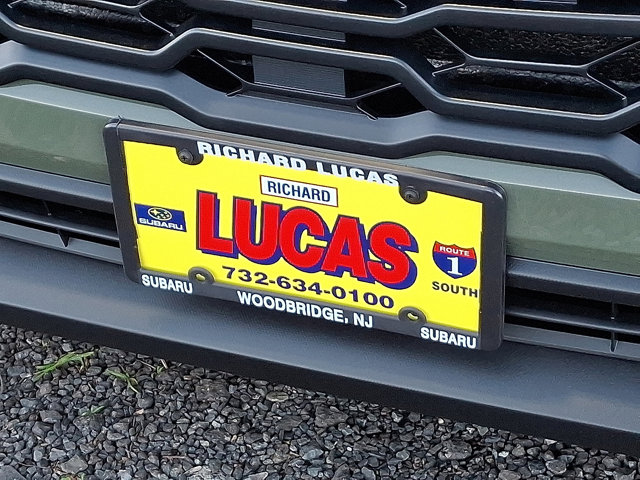 RICHARD LUCAS
RICHARD
LUCAS
SUBARU
ROUTE
1
SOUTH
732-634-0100
SUBARU
WOODBRIDGE, NJ
SUBARU